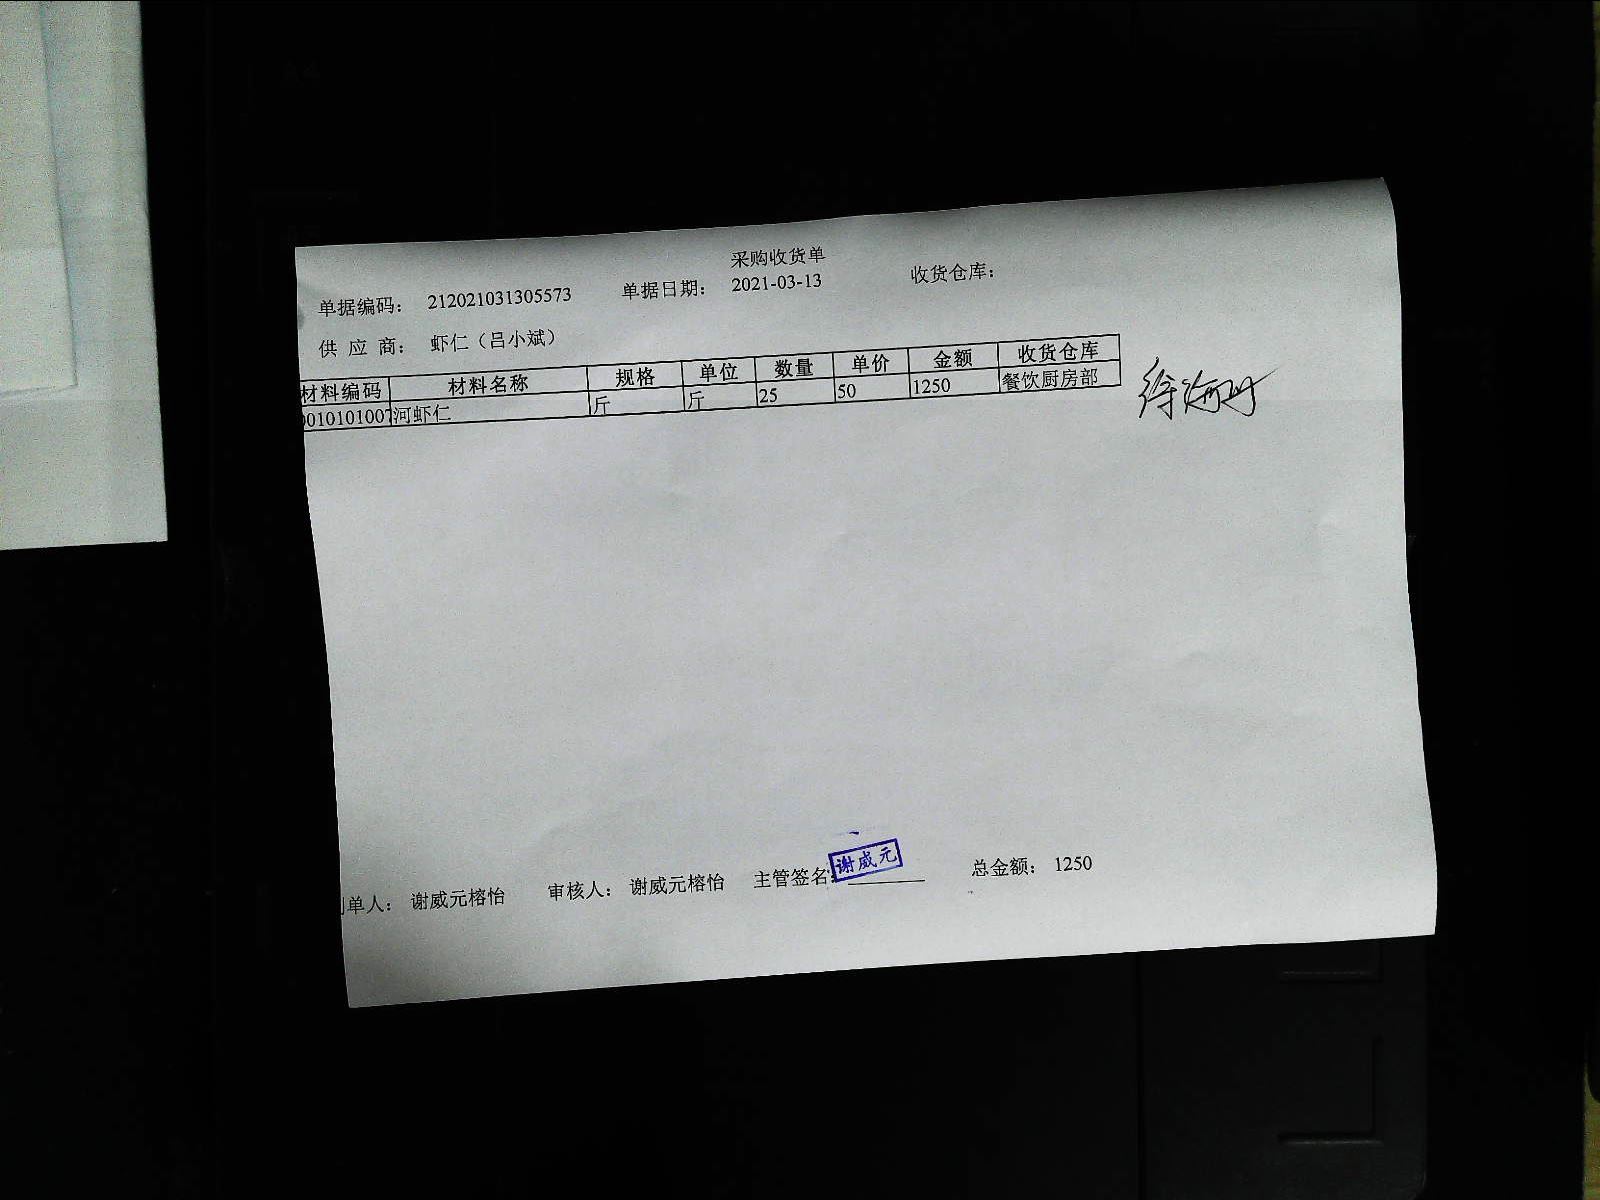 采购收货单
单据编码： 212021031305573 单据日期： 2021-03-13 收货仓库：
供 应 商： 虾仁（吕小斌）
材料编码 材料名称 规格 单位 数量 单价 金额 收货仓库
0010101007 河虾仁 斤 斤 25 50 1250 餐饮厨房部
谢威元
制单人： 谢威元榕怡 审核人： 谢威元榕怡 主管签名： 总金额： 1250